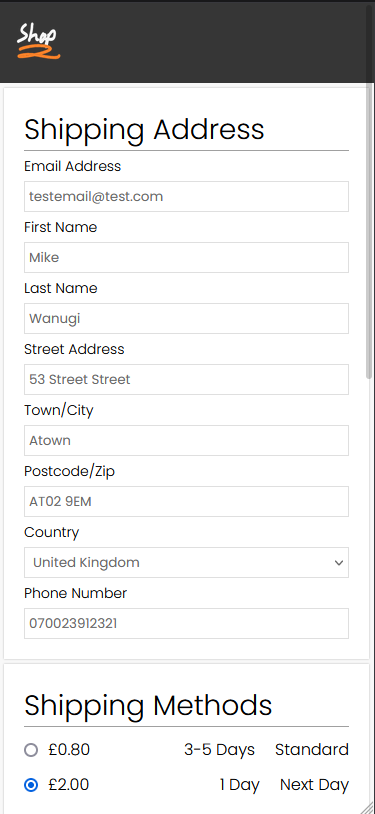 Shop
Shipping Address
Email Address
testemail@test.com
First Name
Mike
Last Name
Wanugi
Street Address
53 Street Street
Town/City
Atown
Postcode/Zip
AT02 9EM
Country
United Kingdom
Phone Number
070023912321
Shipping Methods
£0.80 3-5 Days Standard
£2.00 1 Day Next Day